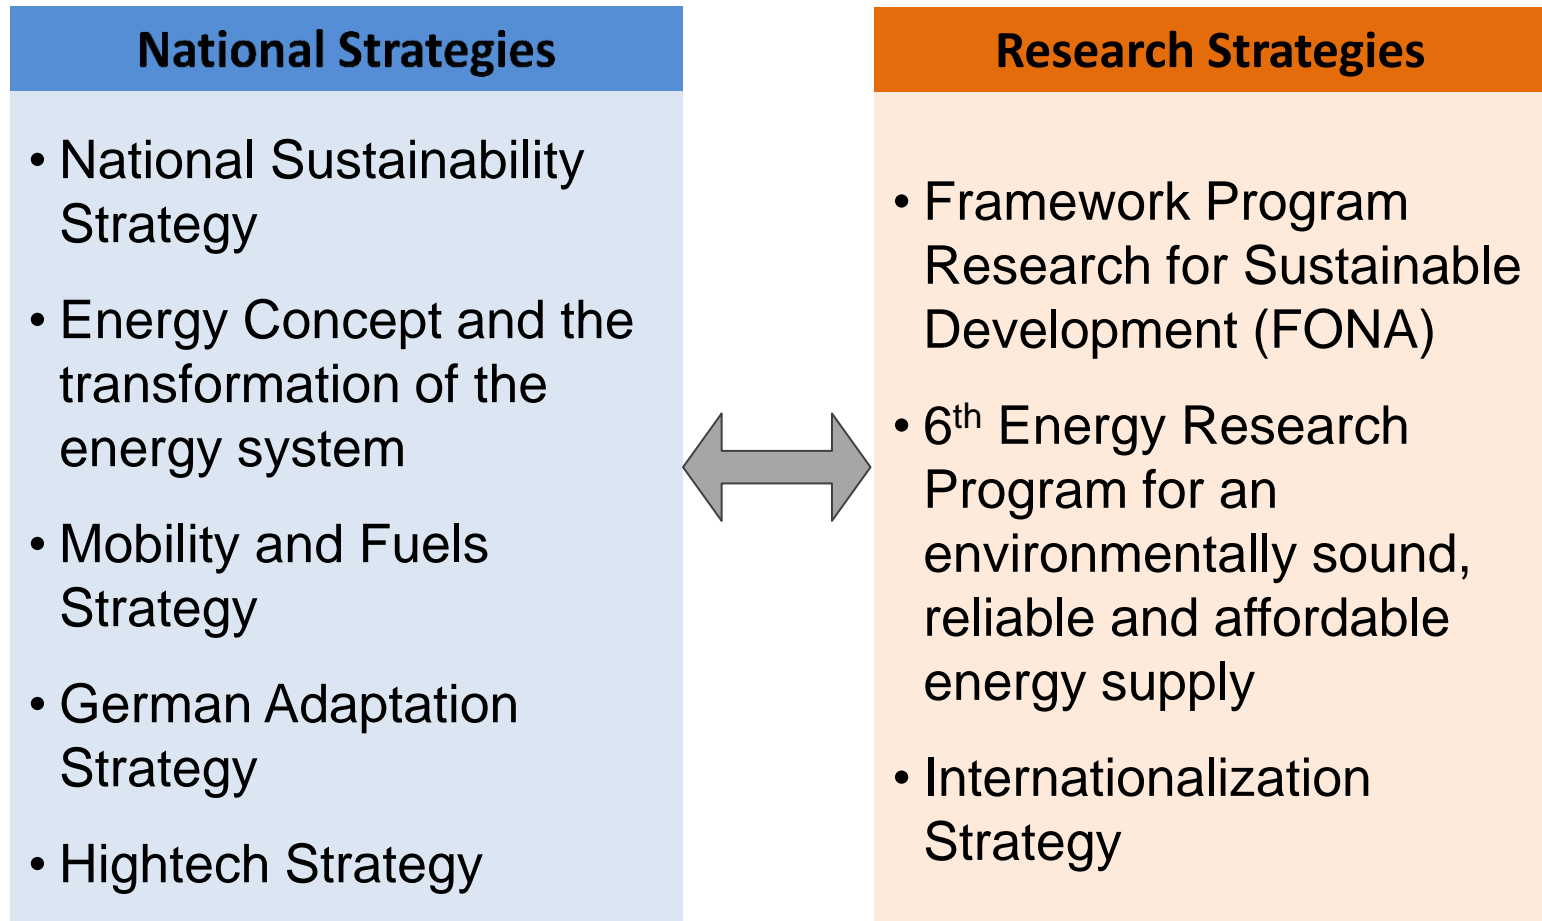 National Strategies
• National Sustainability
Strategy
• Energy Concept and the
transformation of the
energy system
• Mobility and Fuels
Strategy
• German Adaptation
Strategy
• Hightech Strategy
Research Strategies
• Framework Program
Research for Sustainable
Development (FONA)
• 6th Energy Research
Program for an
environmentally sound,
reliable and affordable
energy supply
• Internationalization
Strategy